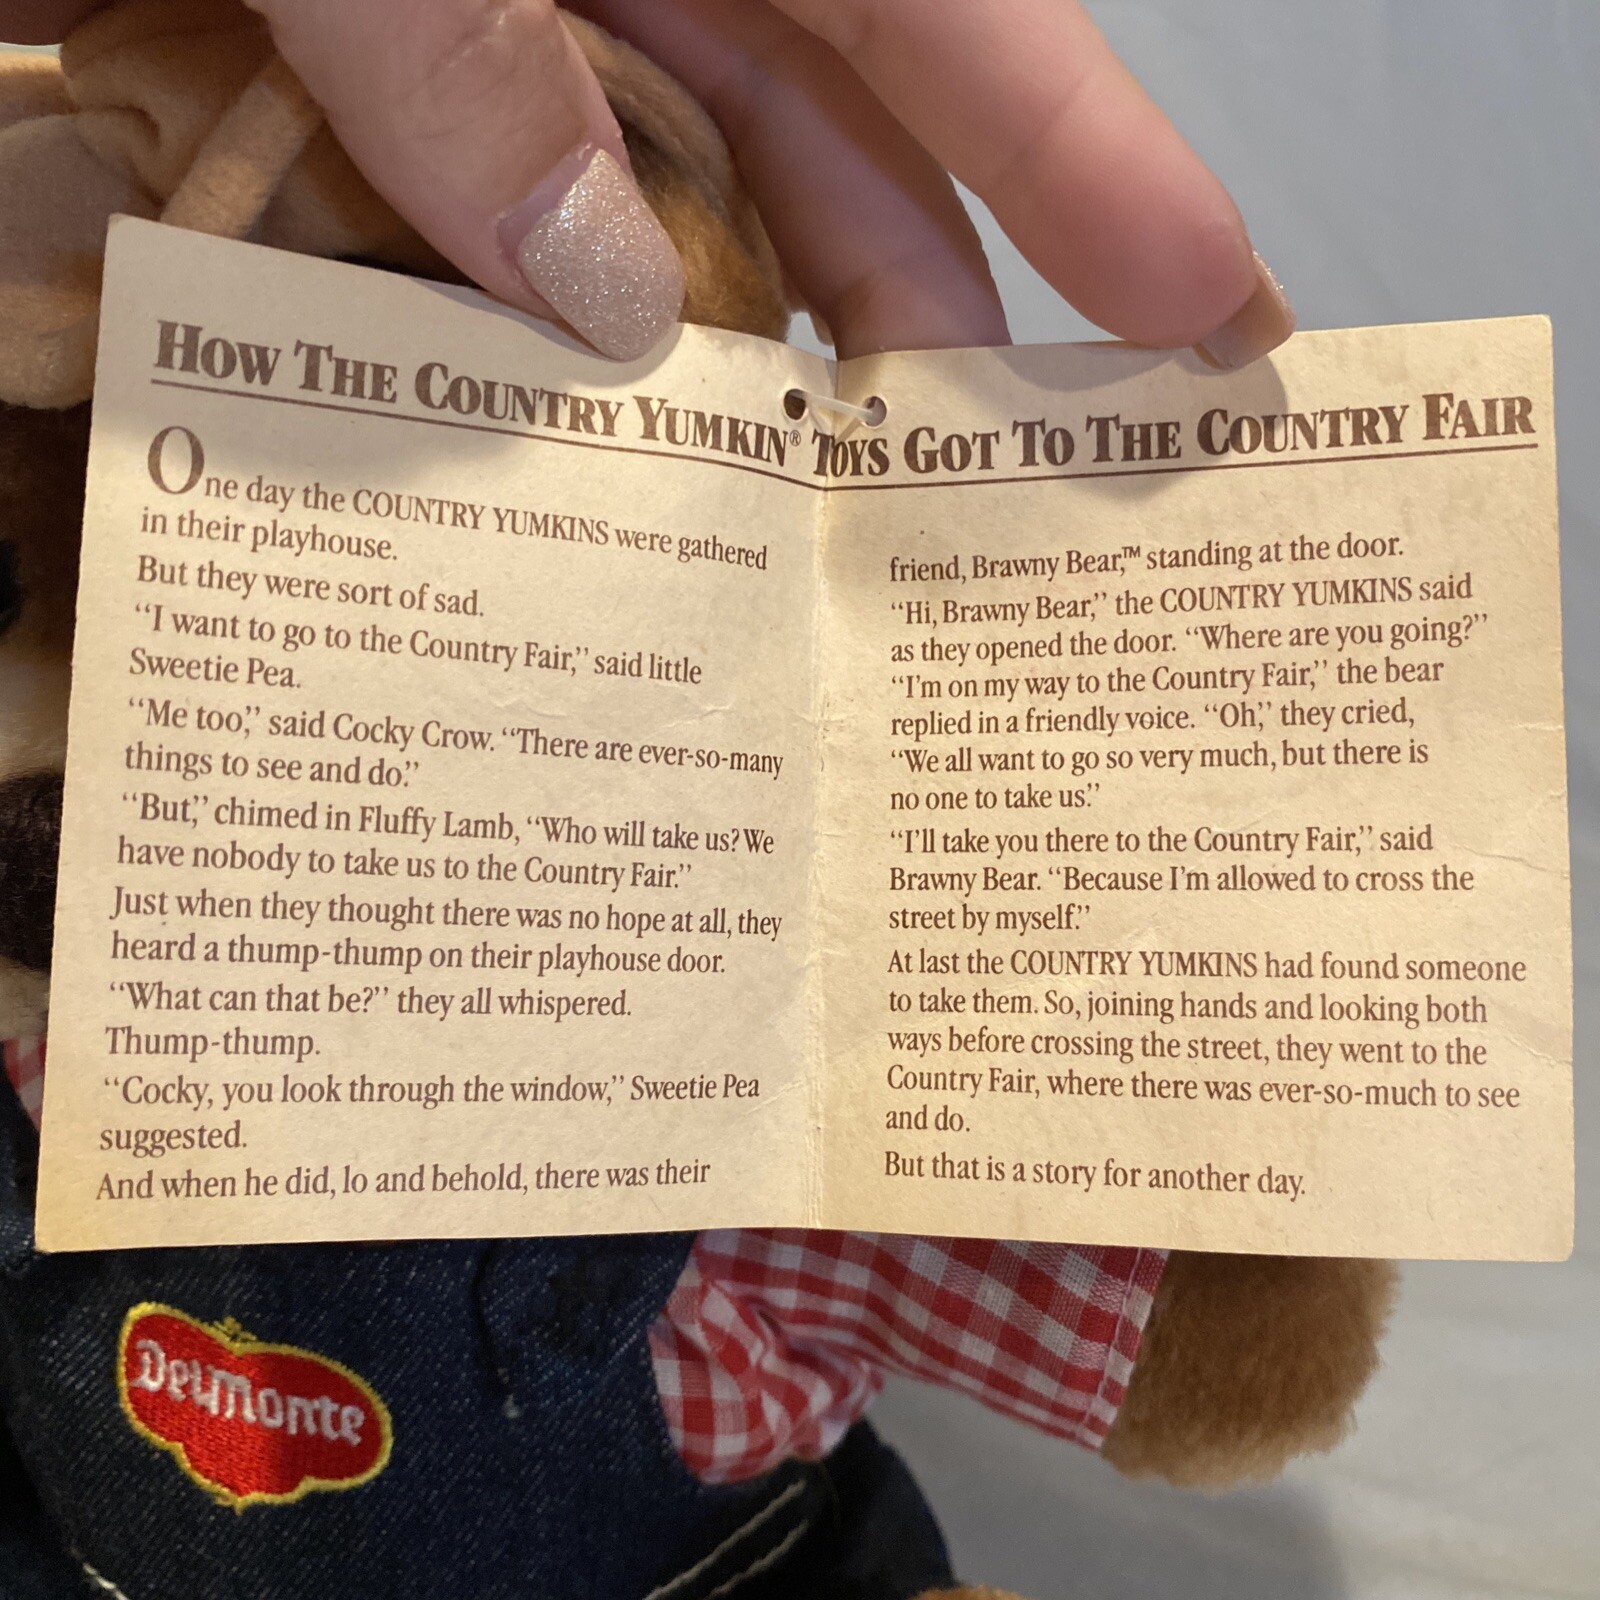 HOW THE COUNTRY YUMKIN® TOYS GOT TO THE COUNTRY FAIR
One day the COUNTRY YUMKINS were gathered
in their playhouse.
But they were sort of sad.
“I want to go to the Country Fair,” said little
Sweetie Pea.
“Me too,” said Cocky Crow. “There are ever-so-many
things to see and do.”
“But,” chimed in Fluffy Lamb, “Who will take us? We
have nobody to take us to the Country Fair.”
Just when they thought there was no hope at all, they
heard a thump-thump on their playhouse door.
“What can that be?” they all whispered.
Thump-thump.
“Cocky, you look through the window,” Sweetie Pea
suggested.
And when he did, lo and behold, there was their
friend, Brawny Bear,™ standing at the door.
“Hi, Brawny Bear,” the COUNTRY YUMKINS said
as they opened the door. “Where are you going?”
“I'm on my way to the Country Fair,” the bear
replied in a friendly voice. “Oh,” they cried,
“We all want to go so very much, but there is
no one to take us.”
“I'll take you there to the Country Fair,” said
Brawny Bear. “Because I'm allowed to cross the
street by myself.”
At last the COUNTRY YUMKINS had found someone
to take them. So, joining hands and looking both
ways before crossing the street, they went to the
Country Fair, where there was ever-so-much to see
and do.
But that is a story for another day.
Del Monte